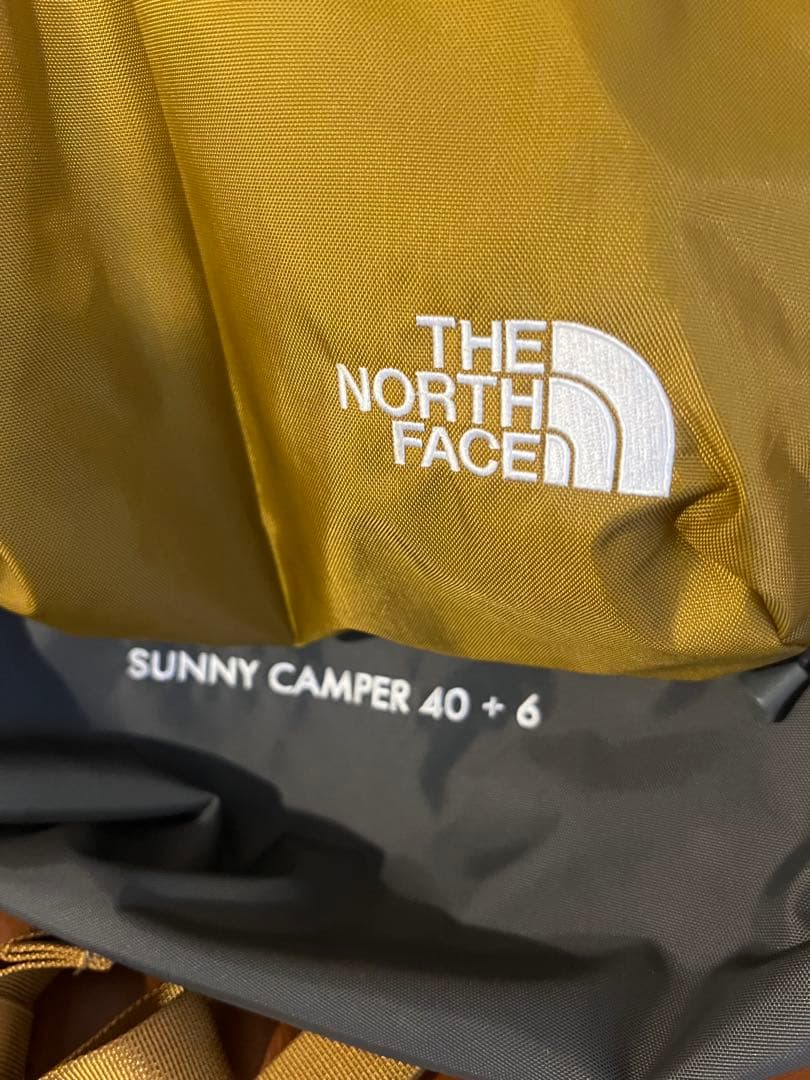 THE
NORTH
FACE
SUNNY CAMPER 40 + 6